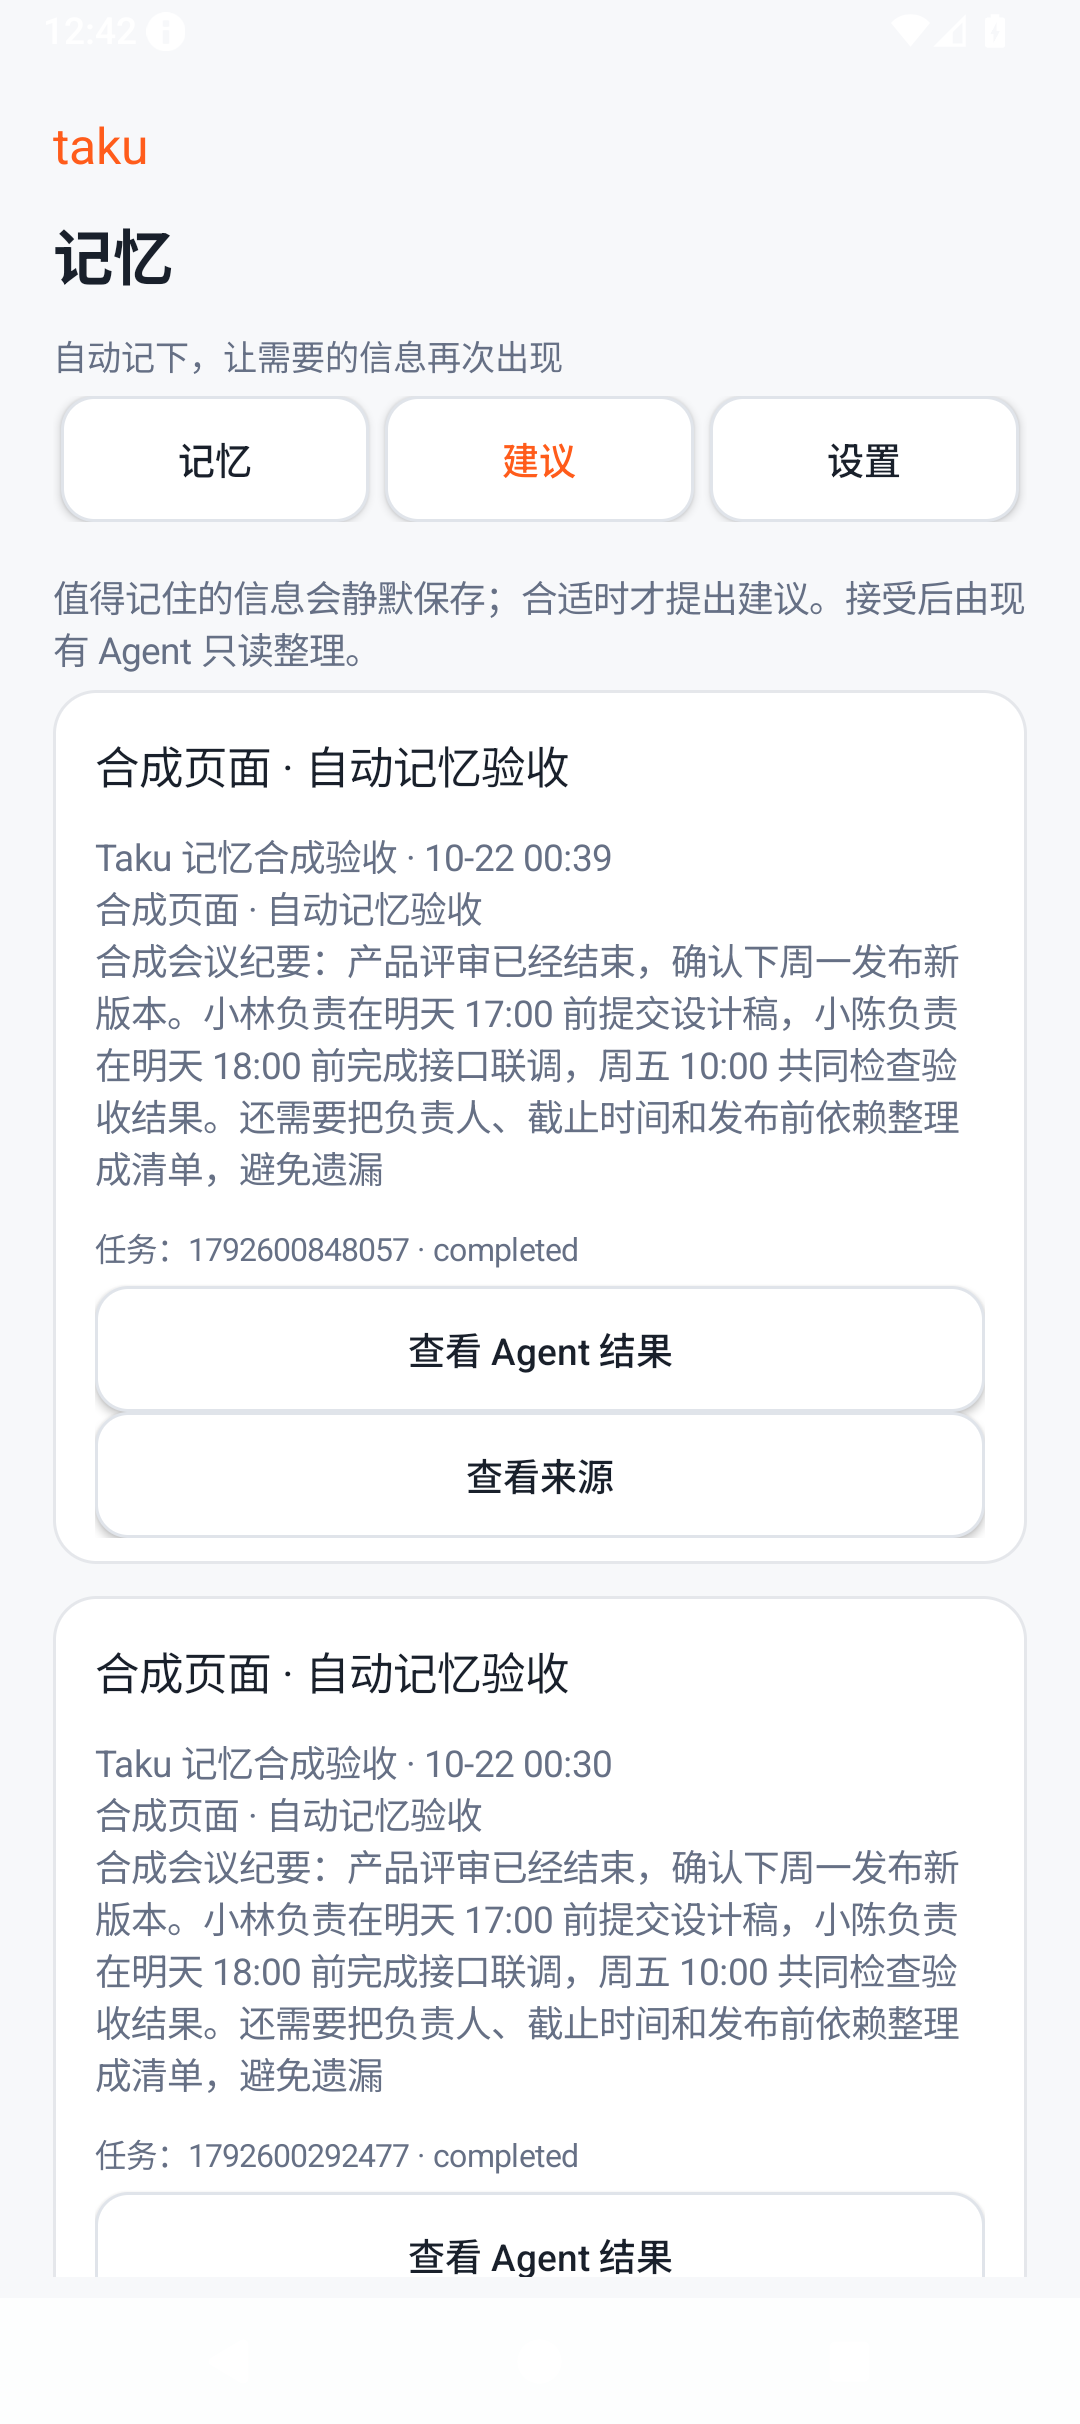 12:42
taku
记忆
自动记下，让需要的信息再次出现
记忆
建议
设置
值得记住的信息会静默保存；合适时才提出建议。接受后由现
有 Agent 只读整理。
合成页面 · 自动记忆验收
Taku 记忆合成验收 · 10-22 00:39
合成页面 · 自动记忆验收
合成会议纪要：产品评审已经结束，确认下周一发布新
版本。小林负责在明天 17:00 前提交设计稿，小陈负责
在明天 18:00 前完成接口联调，周五 10:00 共同检查验
收结果。还需要把负责人、截止时间和发布前依赖整理
成清单，避免遗漏
任务：1792600848057 · completed
查看 Agent 结果
查看来源
合成页面 · 自动记忆验收
Taku 记忆合成验收 · 10-22 00:30
合成页面 · 自动记忆验收
合成会议纪要：产品评审已经结束，确认下周一发布新
版本。小林负责在明天 17:00 前提交设计稿，小陈负责
在明天 18:00 前完成接口联调，周五 10:00 共同检查验
收结果。还需要把负责人、截止时间和发布前依赖整理
成清单，避免遗漏
任务：1792600292477 · completed
查看 Agent 结果